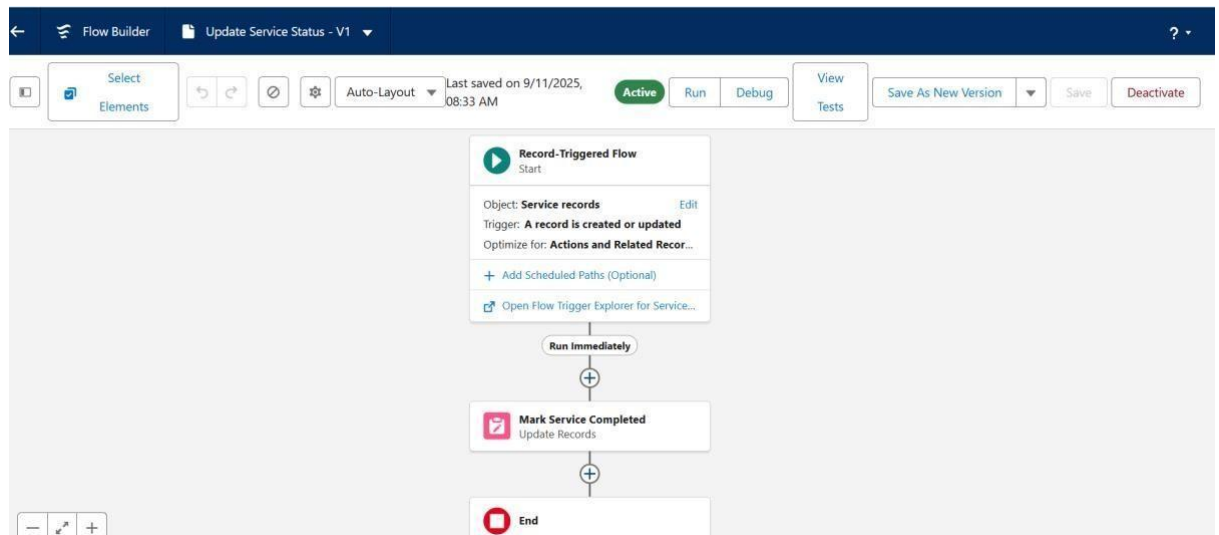 Flow Builder
Update Service Status - V1
? 
Select
Elements
Auto-Layout
Last saved on 9/11/2025,
08:33 AM
Active
Run
Debug
View
Tests
Save As New Version
Save
Deactivate
Record-Triggered Flow
Start
Object: Service records
Edit
Trigger: A record is created or updated
Optimize for: Actions and Related Recor...
+ Add Scheduled Paths (Optional)
Open Flow Trigger Explorer for Service...
Run Immediately
Mark Service Completed
Update Records
End